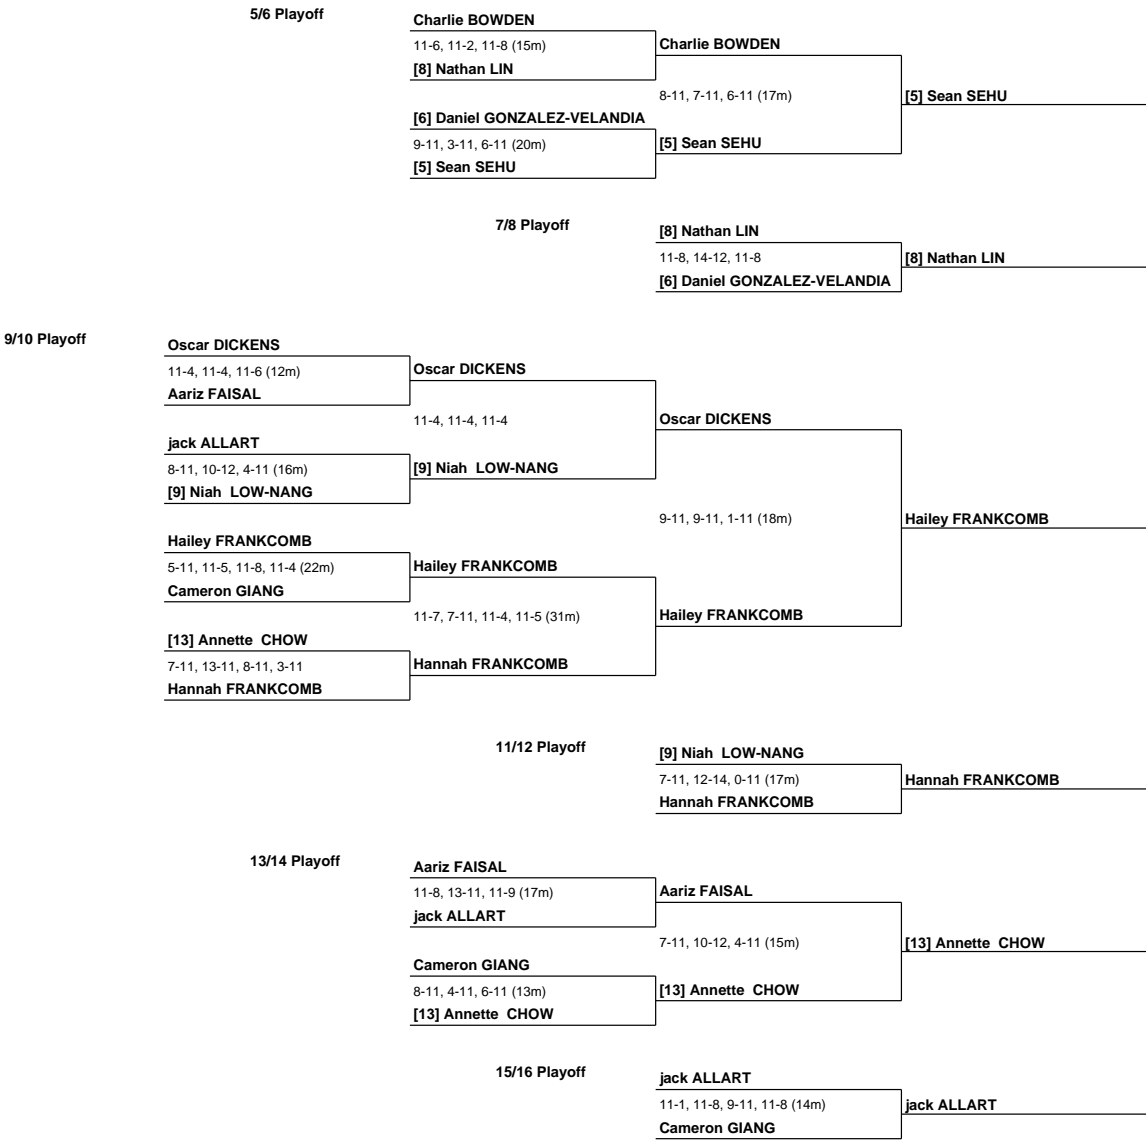 5/6 Playoff
Charlie BOWDEN
11-6, 11-2, 11-8 (15m)
Charlie BOWDEN
[8] Nathan LIN
8-11, 7-11, 6-11 (17m)
[5] Sean SEHU
[6] Daniel GONZALEZ-VELANDIA
9-11, 3-11, 6-11 (20m)
[5] Sean SEHU
[5] Sean SEHU
7/8 Playoff
[8] Nathan LIN
11-8, 14-12, 11-8
[8] Nathan LIN
[6] Daniel GONZALEZ-VELANDIA
9/10 Playoff
Oscar DICKENS
11-4, 11-4, 11-6 (12m)
Oscar DICKENS
Aariz FAISAL
11-4, 11-4, 11-4
Oscar DICKENS
jack ALLART
8-11, 10-12, 4-11 (16m)
[9] Niah  LOW-NANG
[9] Niah  LOW-NANG
9-11, 9-11, 1-11 (18m)
Hailey FRANKCOMB
Hailey FRANKCOMB
5-11, 11-5, 11-8, 11-4 (22m)
Hailey FRANKCOMB
Cameron GIANG
11-7, 7-11, 11-4, 11-5 (31m)
Hailey FRANKCOMB
[13] Annette  CHOW
7-11, 13-11, 8-11, 3-11
Hannah FRANKCOMB
Hannah FRANKCOMB
11/12 Playoff
[9] Niah  LOW-NANG
7-11, 12-14, 0-11 (17m)
Hannah FRANKCOMB
Hannah FRANKCOMB
13/14 Playoff
Aariz FAISAL
11-8, 13-11, 11-9 (17m)
Aariz FAISAL
jack ALLART
7-11, 10-12, 4-11 (15m)
[13] Annette  CHOW
Cameron GIANG
8-11, 4-11, 6-11 (13m)
[13] Annette  CHOW
[13] Annette  CHOW
15/16 Playoff
jack ALLART
11-1, 11-8, 9-11, 11-8 (14m)
jack ALLART
Cameron GIANG